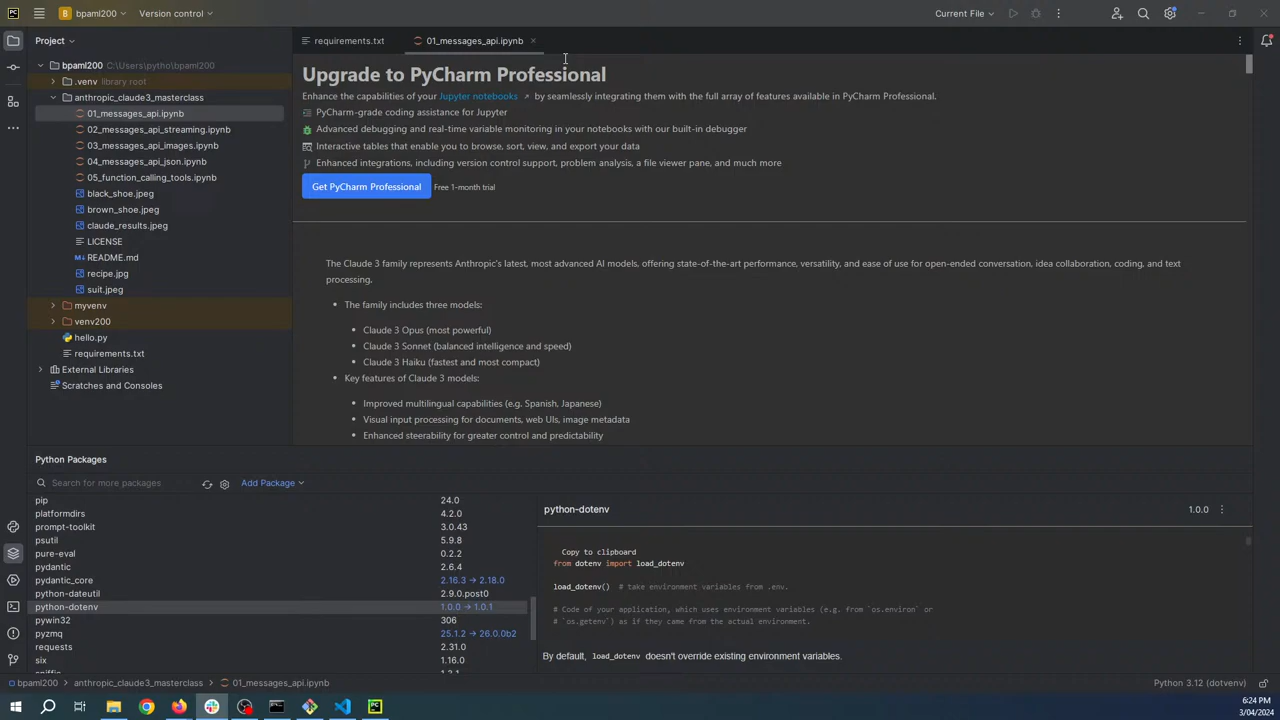 PC
bpaml200
Version control
Current File
Project
requirements.txt
01_messages_api.ipynb
bpaml200 C:\Users\pytho\bpaml200
.venv library root
anthropic_claude3_masterclass
01_messages_api.ipynb
02_messages_api_streaming.ipynb
03_messages_api_images.ipynb
04_messages_api_json.ipynb
05_function_calling_tools.ipynb
black_shoe.jpeg
brown_shoe.jpeg
claude_results.jpeg
LICENSE
README.md
recipe.jpg
suit.jpeg
myvenv
venv200
hello.py
requirements.txt
External Libraries
Scratches and Consoles
Upgrade to PyCharm Professional
Enhance the capabilities of your Jupyter notebooks ↗ by seamlessly integrating them with the full array of features available in PyCharm Professional.
PyCharm-grade coding assistance for Jupyter
Advanced debugging and real-time variable monitoring in your notebooks with our built-in debugger
Interactive tables that enable you to browse, sort, view, and export your data
Enhanced integrations, including version control support, problem analysis, a file viewer pane, and much more
Get PyCharm Professional Free 1-month trial
The Claude 3 family represents Anthropic's latest, most advanced AI models, offering state-of-the-art performance, versatility, and ease of use for open-ended conversation, idea collaboration, coding, and text
processing.
• The family includes three models:
• Claude 3 Opus (most powerful)
• Claude 3 Sonnet (balanced intelligence and speed)
• Claude 3 Haiku (fastest and most compact)
• Key features of Claude 3 models:
• Improved multilingual capabilities (e.g. Spanish, Japanese)
• Visual input processing for documents, web UIs, image metadata
• Enhanced steerability for greater control and predictability
Python Packages
Search for more packages
Add Package
pip 24.0
platformdirs 4.2.0
prompt-toolkit 3.0.43
psutil 5.9.8
pure-eval 0.2.2
pydantic 2.6.4
pydantic_core 2.16.3 → 2.18.0
python-dateutil 2.9.0.post0
python-dotenv 1.0.0 → 1.0.1
pywin32 306
pyzmq 25.1.2 → 26.0.0b2
requests 2.31.0
six 1.16.0
sniffio 1.3.1
python-dotenv 1.0.0
Copy to clipboard
from dotenv import load_dotenv
load_dotenv() # take environment variables from .env.
# Code of your application, which uses environment variables (e.g. from `os.environ` or
# `os.getenv`) as if they came from the actual environment.
By default, load_dotenv doesn't override existing environment variables.
bpaml200 › anthropic_claude3_masterclass › 01_messages_api.ipynb
Python 3.12 (dotvenv)
PC
6:24 PM
3/04/2024